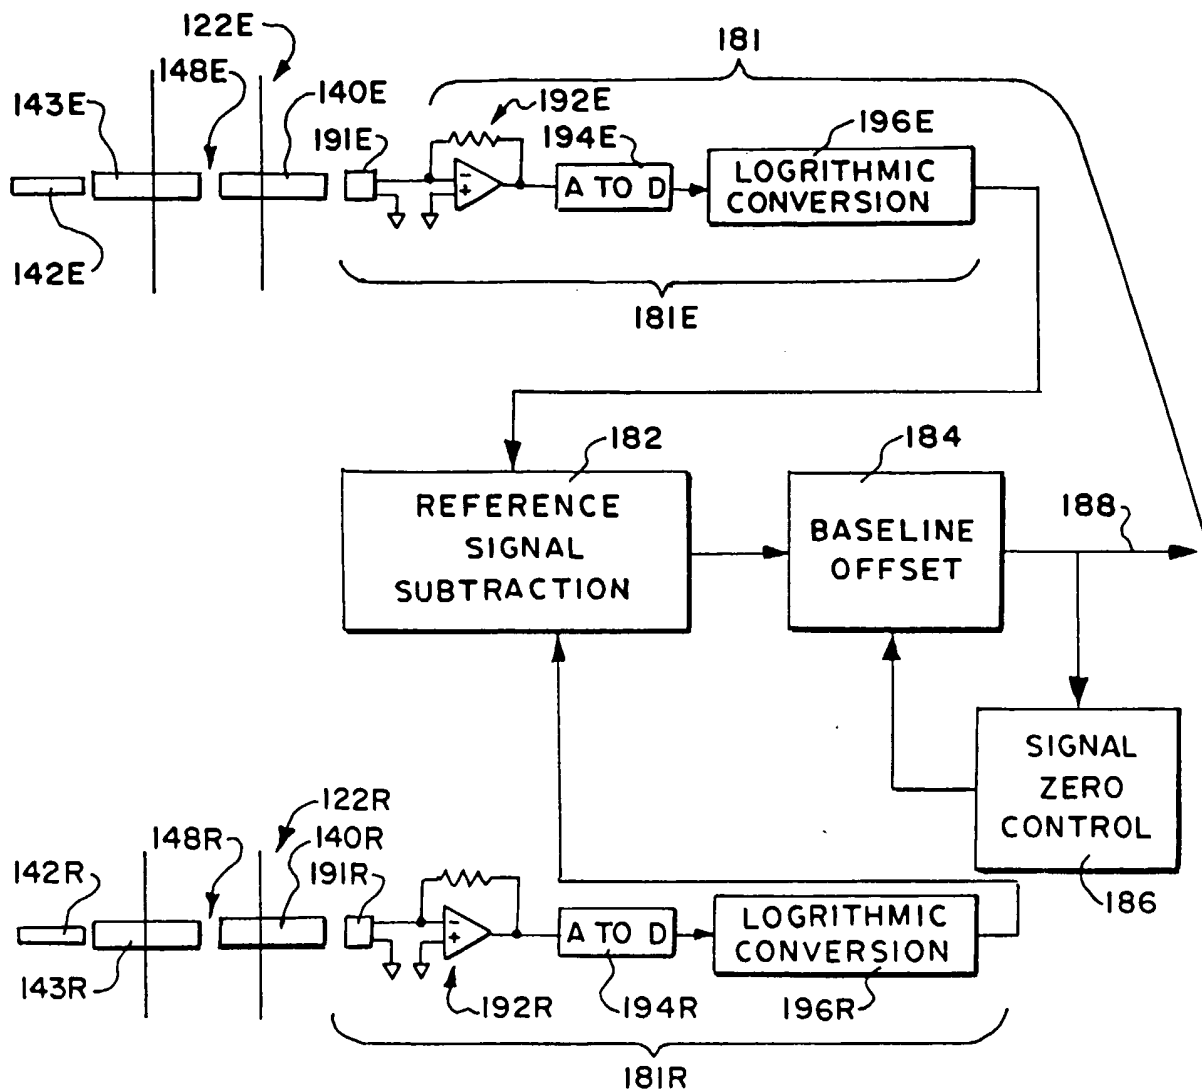 122E
181
148E
143E
140E
192E
191E
194E
196E
A TO D
LOGRITHMIC
CONVERSION
142E
181E
182
184
188
REFERENCE
SIGNAL
SUBTRACTION
BASELINE
OFFSET
SIGNAL
ZERO
CONTROL
186
122R
148R
140R
142R
191R
A TO D
LOGRITHMIC
CONVERSION
143R
192R
194R
196R
181R